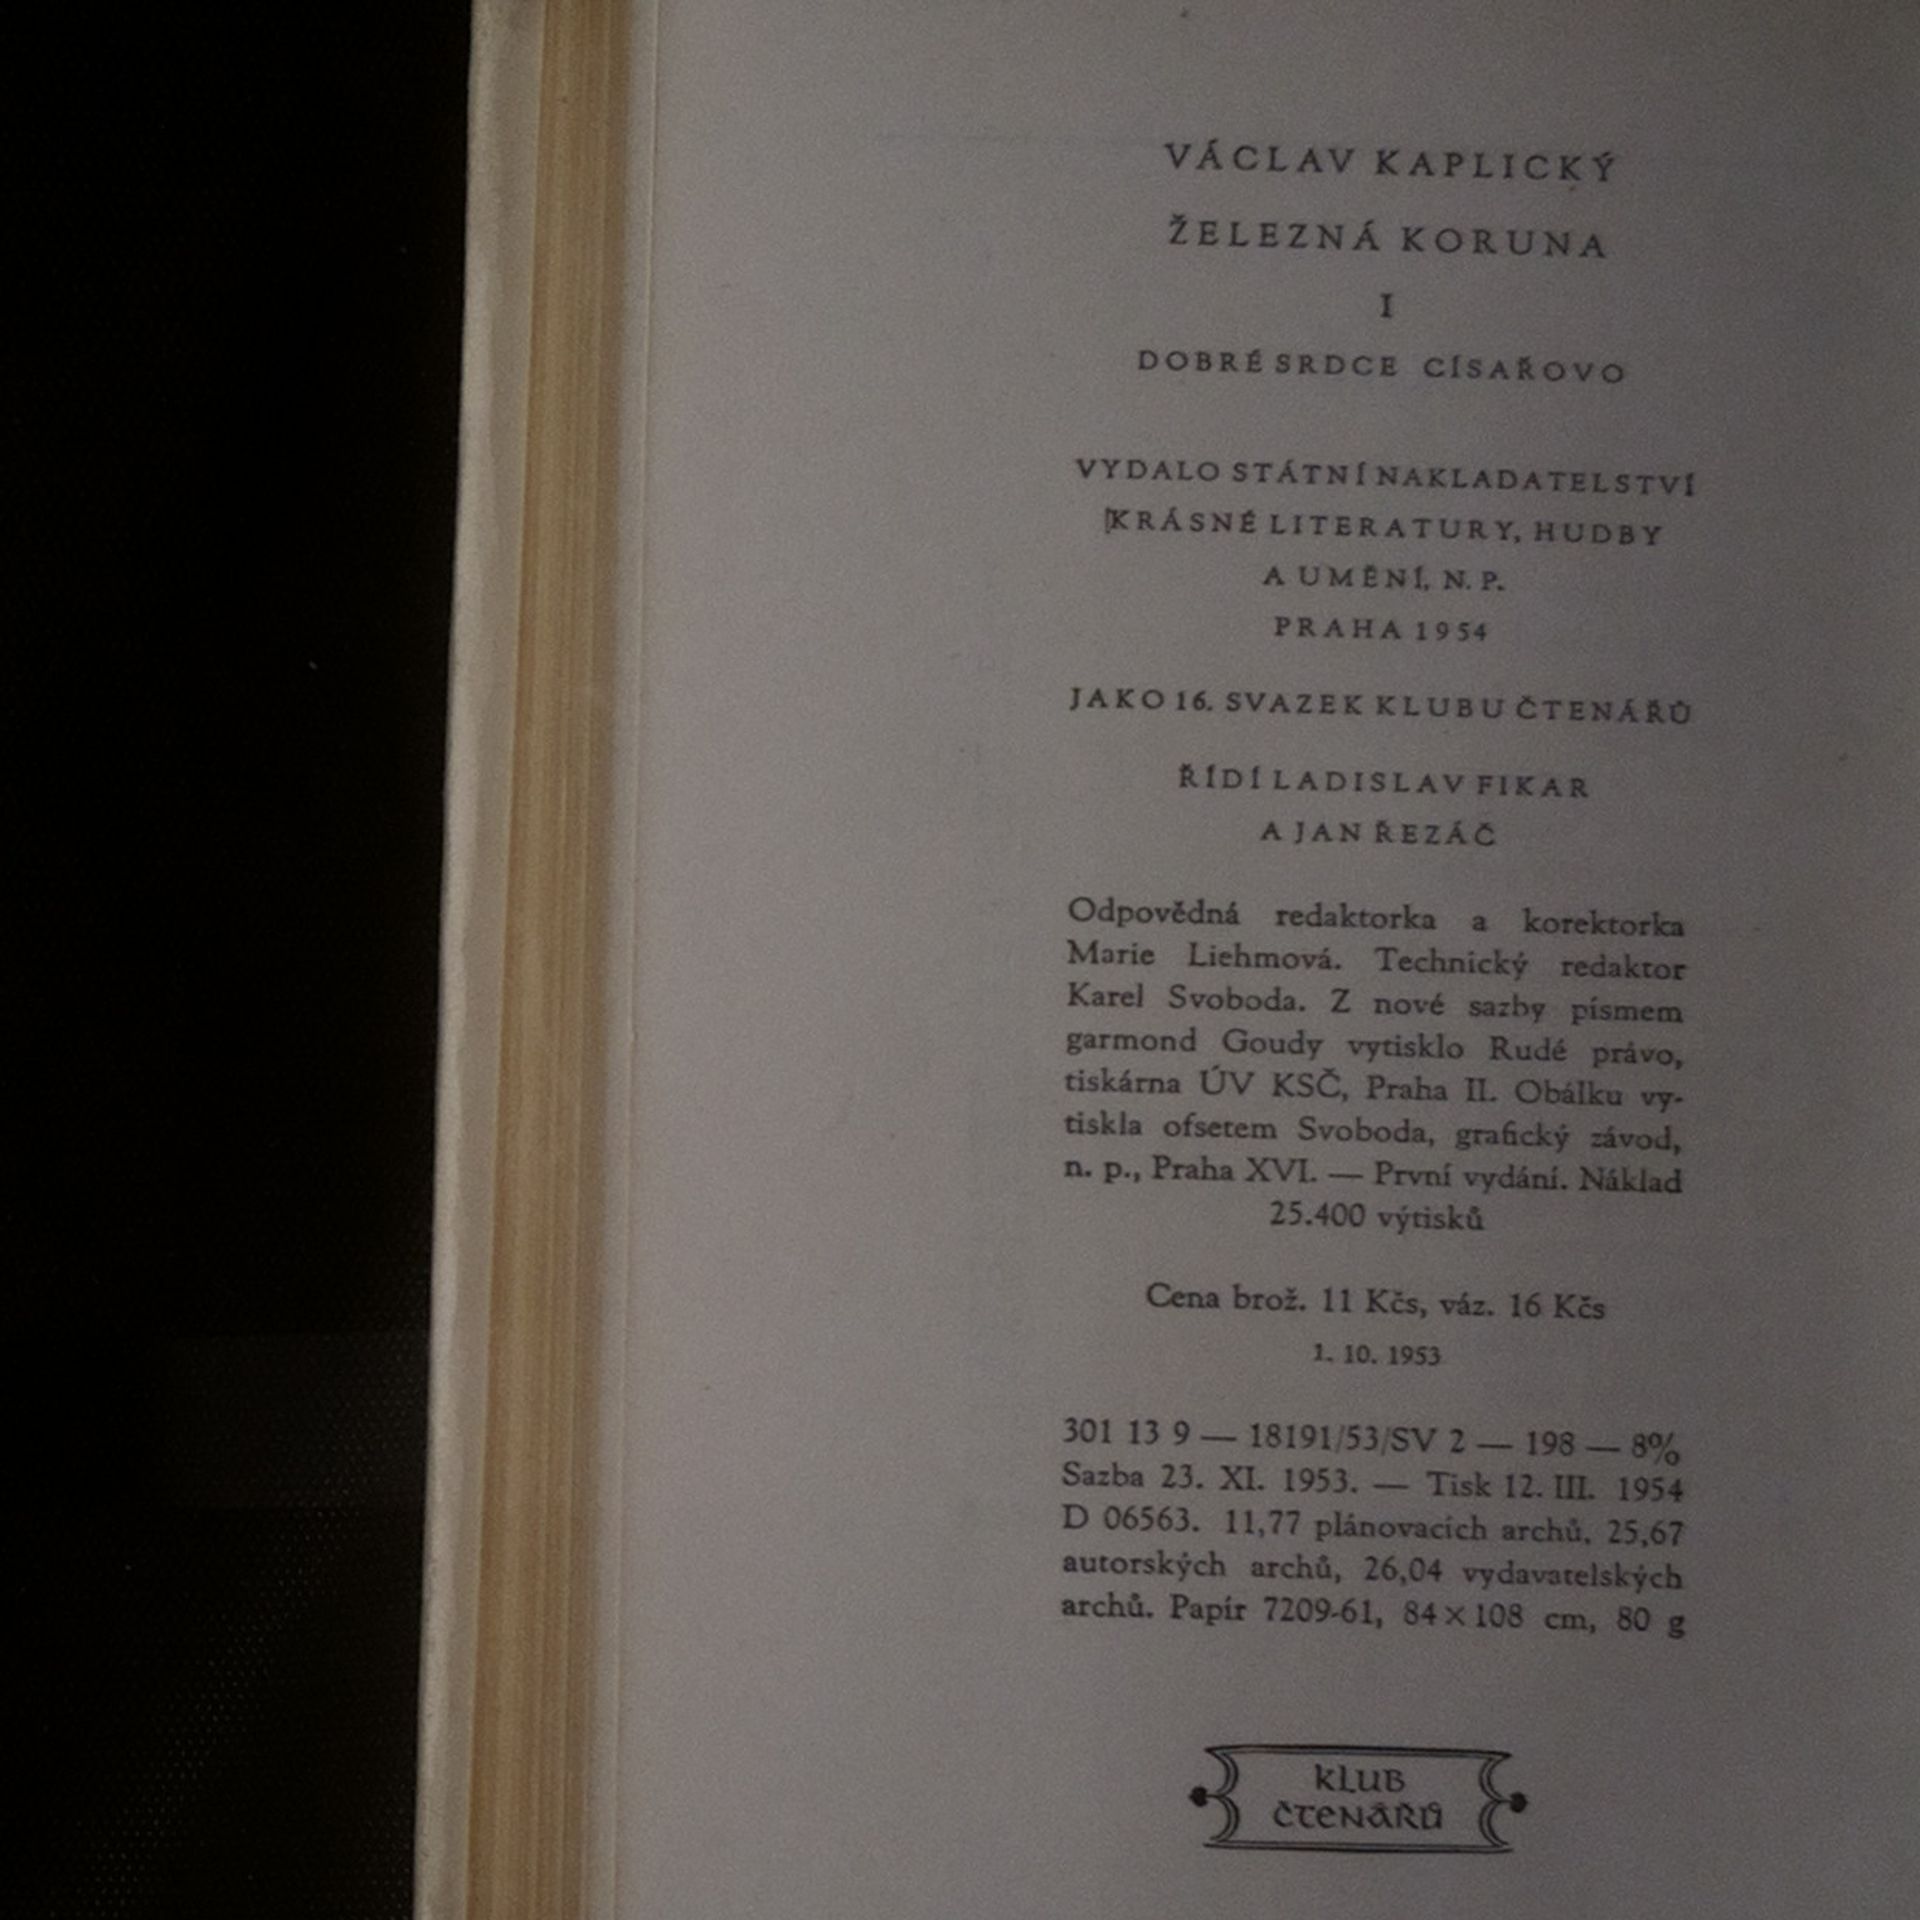 VÁCLAV KAPLICKÝ
ŽELEZNÁ KORUNA
I
DOBRÉ SRDCE CÍSAŘOVO
VYDALO STÁTNÍ NAKLADATELSTVÍ
KRÁSNÉ LITERATURY, HUDBY
A UMĚNÍ, N. P.
PRAHA 1954
JAKO 16. SVAZEK KLUBU ČTENÁŘŮ
ŘÍDÍ LADISLAV FIKAR
A JAN ŘEZÁČ
Odpovědná redaktorka a korektorka
Marie Liehmová. Technický redaktor
Karel Svoboda. Z nové sazby písmem
garmond Goudy vytisklo Rudé právo,
tiskárna ÚV KSČ, Praha II. Obálku vy-
tiskla ofsetem Svoboda, grafický závod,
n. p., Praha XVI. — První vydání. Náklad
25.400 výtisků
Cena brož. 11 Kčs, váz. 16 Kčs
1. 10. 1953
301 13 9 — 18191/53/SV 2 — 198 — 8%
Sazba 23. XI. 1953. — Tisk 12. III. 1954
D 06563. 11,77 plánovacích archů, 25,67
autorských archů, 26,04 vydavatelských
archů. Papír 7209-61, 84×108 cm, 80 g
KLUB
ČTENÁŘŮ